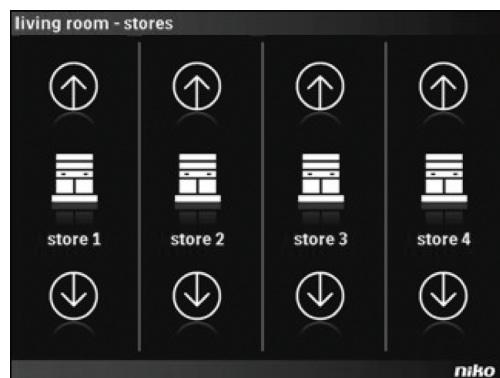 living room - stores
store 1
store 2
store 3
store 4
niko